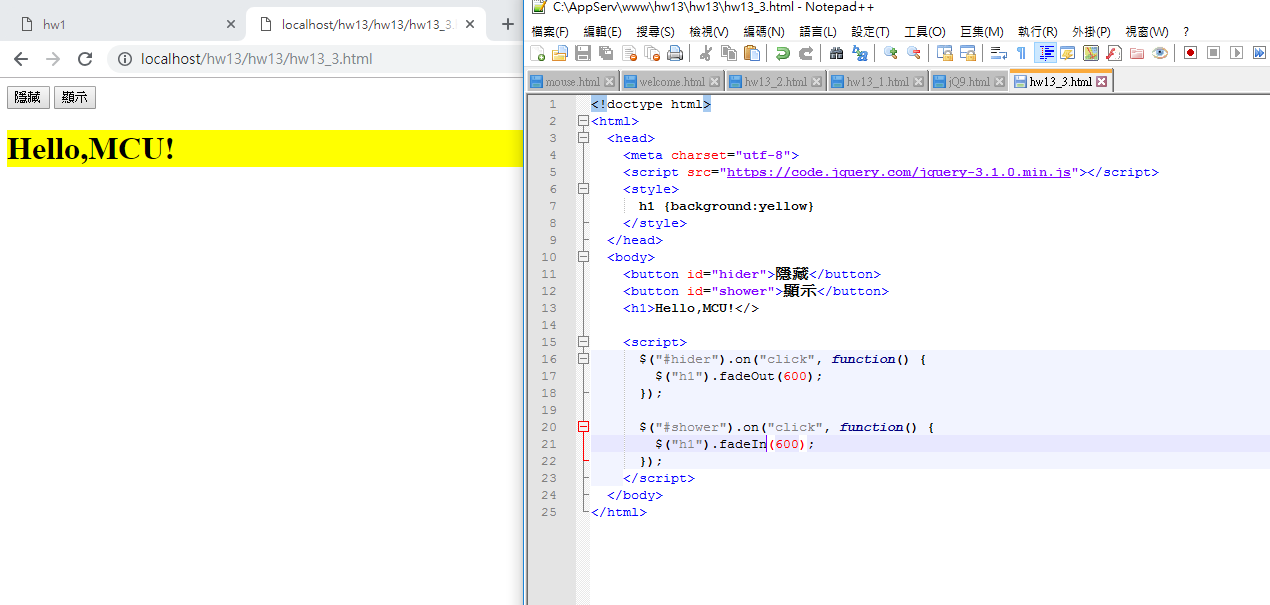 hw1
localhost/hw13/hw13/hw13_3.
localhost/hw13/hw13/hw13_3.html
隱藏 顯示
Hello,MCU!
C:\AppServ\www\hw13\hw13\hw13_3.html - Notepad++
檔案(F) 編輯(E) 搜尋(S) 檢視(V) 編碼(N) 語言(L) 設定(T) 工具(O) 巨集(M) 執行(R) 外掛(P) 視窗(W) ?
mouse.html welcome.html hw13_2.html hw13_1.html jQ9.html hw13_3.html
1 <!doctype html>
2 <html>
3 <head>
4 <meta charset="utf-8">
5 <script src="https://code.jquery.com/jquery-3.1.0.min.js"></script>
6 <style>
7 h1 {background:yellow}
8 </style>
9 </head>
10 <body>
11 <button id="hider">隱藏</button>
12 <button id="shower">顯示</button>
13 <h1>Hello,MCU!</>
14
15 <script>
16 $("#hider").on("click", function() {
17 $("h1").fadeOut(600);
18 });
19
20 $("#shower").on("click", function() {
21 $("h1").fadeIn(600);
22 });
23 </script>
24 </body>
25 </html>